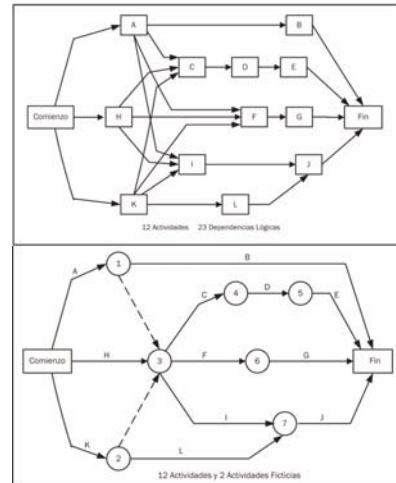 A
B
C
D
E
Comienzo
H
F
G
Fin
I
J
K
L
12 Actividades 23 Dependencias Lógicas
1
B
A
4
D
5
C
E
Comienzo
H
3
F
6
G
Fin
I
J
K
7
2
L
12 Actividades y 2 Actividades Ficticias